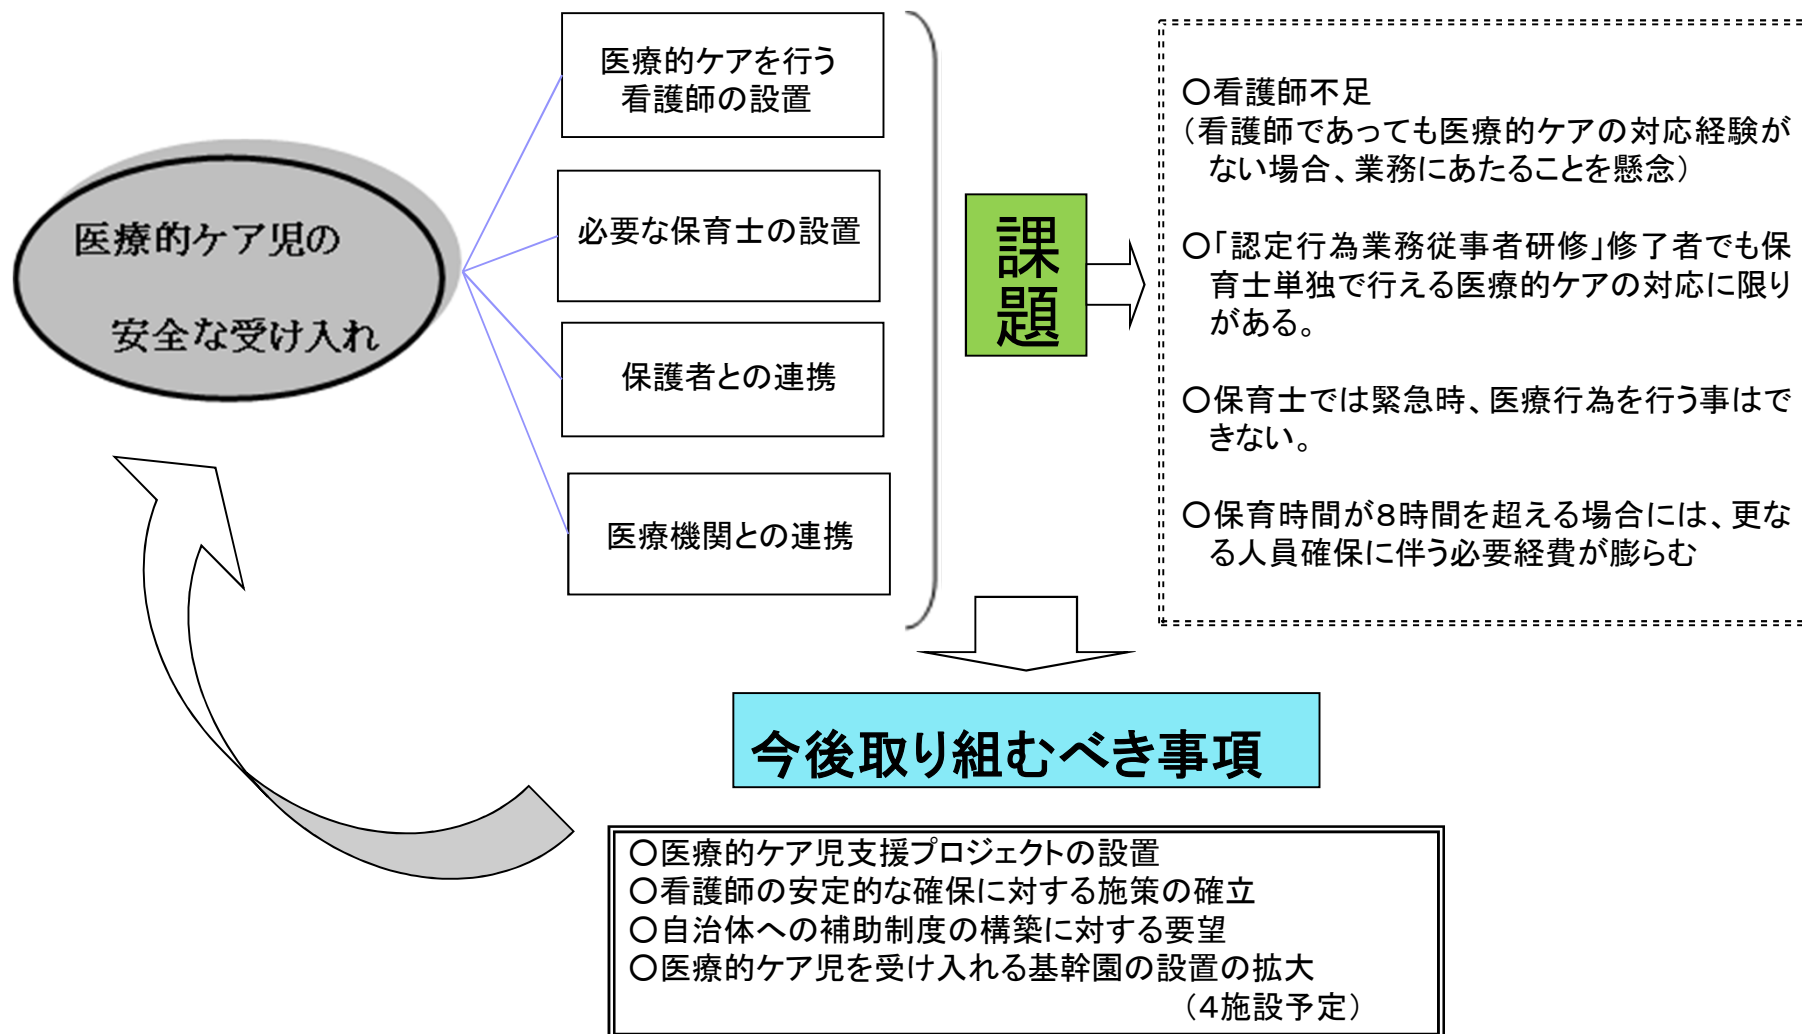 医療的ケア児の
安全な受け入れ
医療的ケアを行う
看護師の設置
必要な保育士の設置
保護者との連携
医療機関との連携
課
題
○看護師不足
（看護師であっても医療的ケアの対応経験が
ない場合、業務にあたることを懸念）
○「認定行為業務従事者研修」修了者でも保
育士単独で行える医療的ケアの対応に限り
がある。
○保育士では緊急時、医療行為を行う事はで
きない。
○保育時間が８時間を超える場合には、更な
る人員確保に伴う必要経費が膨らむ
今後取り組むべき事項
○医療的ケア児支援プロジェクトの設置
○看護師の安定的な確保に対する施策の確立
○自治体への補助制度の構築に対する要望
○医療的ケア児を受け入れる基幹園の設置の拡大
（４施設予定）